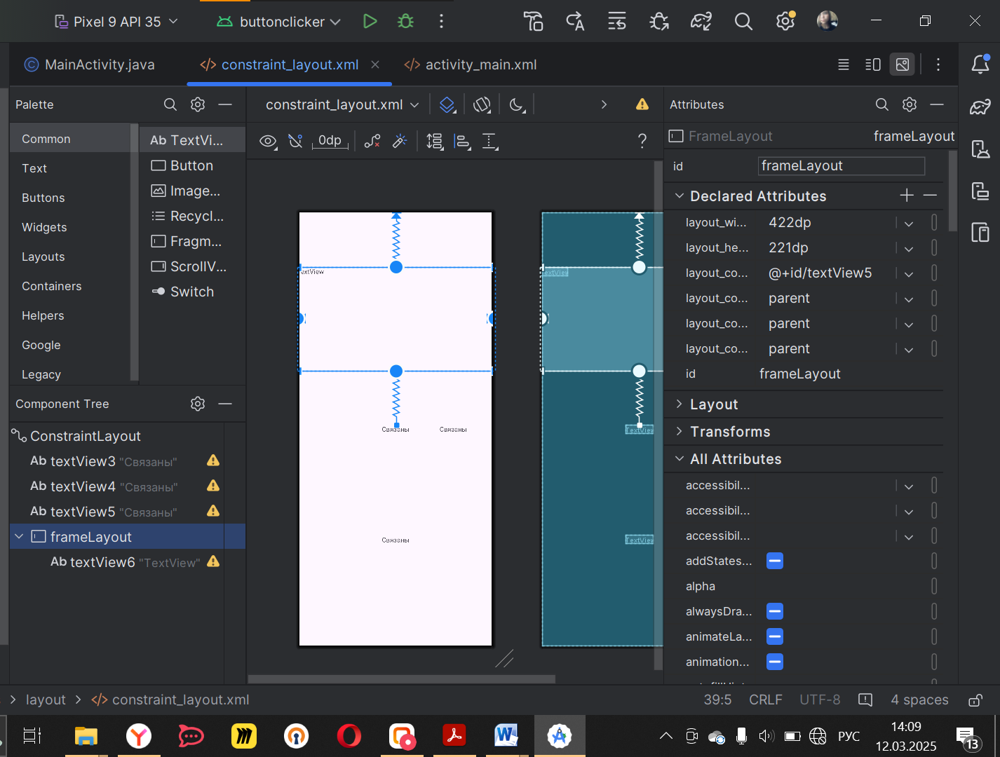 Pixel 9 API 35
buttonclicker
MainActivity.java
constraint_layout.xml
activity_main.xml
Palette
constraint_layout.xml
Attributes
Common
Text
Buttons
Widgets
Layouts
Containers
Helpers
Google
Legacy
Ab TextVi...
Button
Image...
Recycl...
Fragm...
ScrollV...
Switch
0dp
?
FrameLayout frameLayout
id frameLayout
Declared Attributes
layout_wi... 422dp
layout_he... 221dp
layout_co... @+id/textView5
layout_co... parent
layout_co... parent
layout_co... parent
id frameLayout
Layout
Transforms
All Attributes
accessibil...
accessibil...
accessibil...
addStates...
alpha
alwaysDra...
animateLa...
animation...
extView
Связаны Связаны
Связаны
TextView
TextView
Component Tree
ConstraintLayout
Ab textView3 "Связаны"
Ab textView4 "Связаны"
Ab textView5 "Связаны"
frameLayout
Ab textView6 "TextView"
layout
constraint_layout.xml
39:5 CRLF UTF-8 4 spaces
РУС
14:09
12.03.2025
13